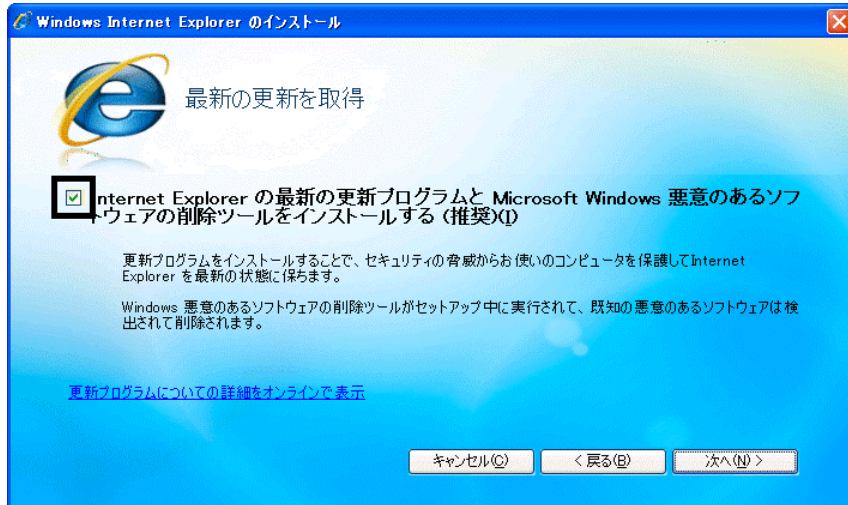 Windows Internet Explorer のインストール
最新の更新を取得
nternet Explorer の最新の更新プログラムと Microsoft Windows 悪意のあるソフ
トウェアの削除ツールをインストールする (推奨)(I)
更新プログラムをインストールすることで、セキュリティの脅威からお使いのコンピュータを保護してInternet
Explorer を最新の状態に保ちます。
Windows 悪意のあるソフトウェアの削除ツールがセットアップ中に実行されて、既知の悪意のあるソフトウェアは検
出されて削除されます。
更新プログラムについての詳細をオンラインで表示
キャンセル(C) < 戻る(B) 次へ(N) >